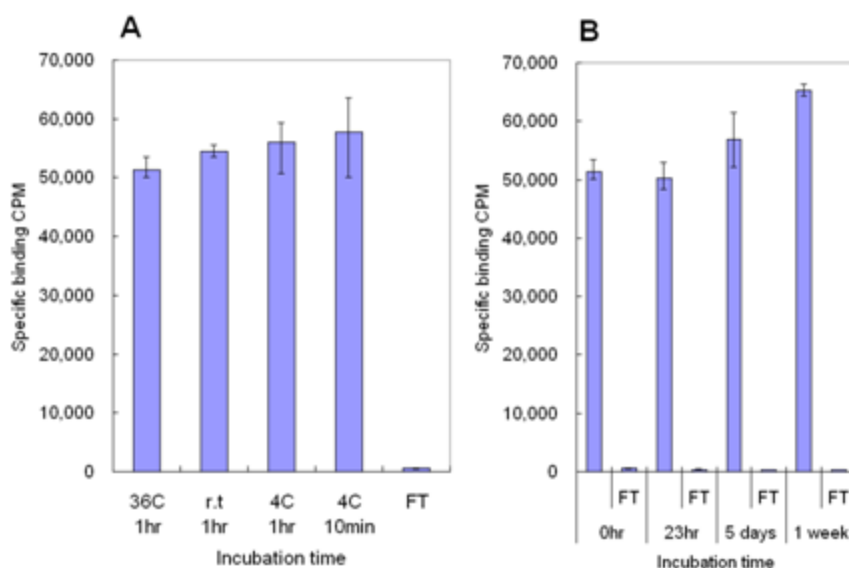 A
70,000
60,000
50,000
40,000
30,000
20,000
10,000
0
Specific binding CPM
36C r.t 4C 4C FT
1hr 1hr 1hr 10min
Incubation time
B
70,000
60,000
50,000
40,000
30,000
20,000
10,000
0
Specific binding CPM
FT FT FT FT
0hr 23hr 5 days 1 week
Incubation time